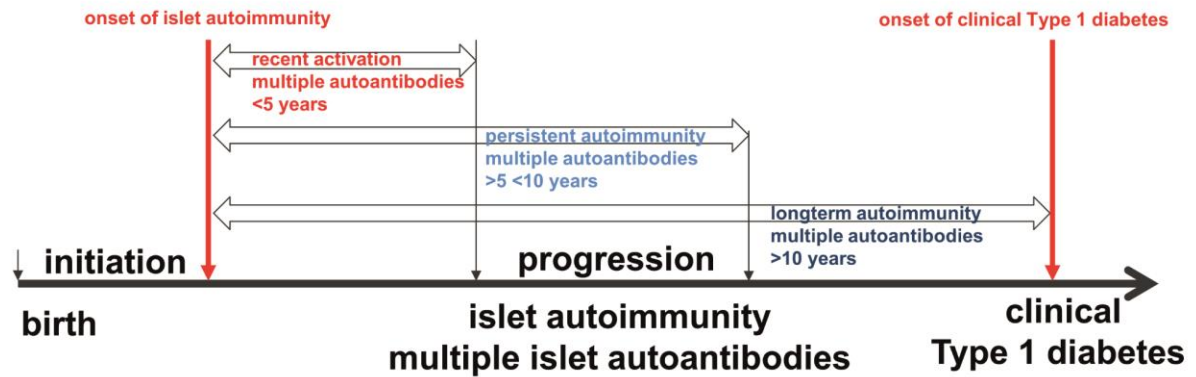 onset of islet autoimmunity
onset of clinical Type 1 diabetes
recent activation
multiple autoantibodies
<5 years
persistent autoimmunity
multiple autoantibodies
>5 <10 years
longterm autoimmunity
multiple autoantibodies
>10 years
initiation
progression
birth
islet autoimmunity
multiple islet autoantibodies
clinical
Type 1 diabetes